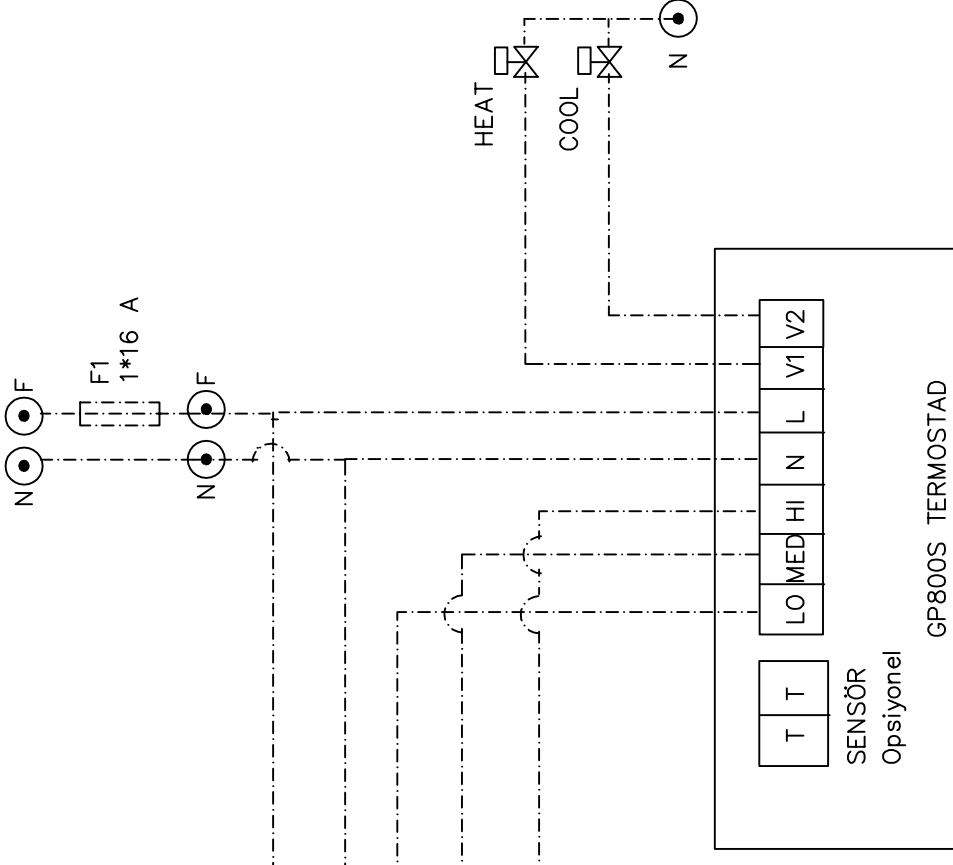 N
F
F1
1*16 A
N
F
HEAT
COOL
N
T
T
LO
MED
HI
N
L
V1
V2
SENSÖR
Opsiyonel
GP800S TERMOSTAD